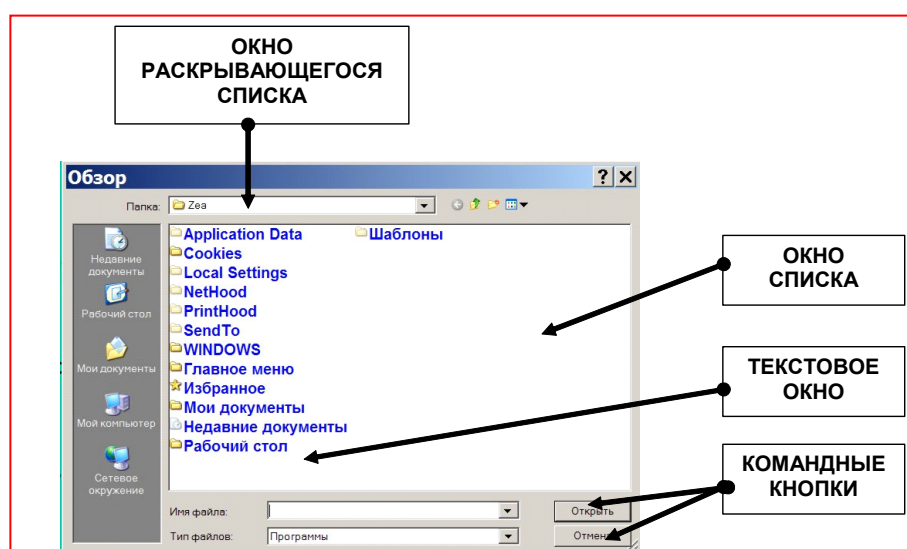 ОКНО
РАСКРЫВАЮЩЕГОСЯ
СПИСКА
Обзор
Папка: Zea
Application Data Шаблоны
Cookies
Local Settings
NetHood
PrintHood
SendTo
WINDOWS
Главное меню
Избранное
Мои документы
Недавние документы
Рабочий стол
Недавние
документы
Рабочий стол
Мои документы
Мой компьютер
Сетевое
окружение
Имя файла: Открыть
Тип файлов: Программы Отмена
ОКНО
СПИСКА
ТЕКСТОВОЕ
ОКНО
КОМАНДНЫЕ
КНОПКИ